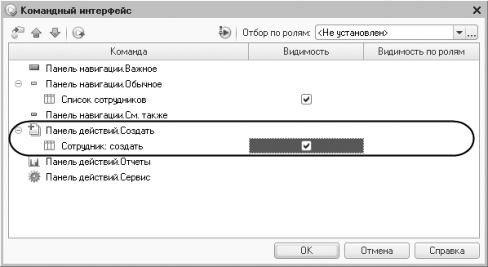 Командный интерфейс
Отбор по ролям: <Не установлен>
Команда Видимость Видимость по ролям
Панель навигации.Важное
Панель навигации.Обычное
Список сотрудников
Панель навигации.См. также
Панель действий.Создать
Сотрудник: создать
Панель действий.Отчеты
Панель действий.Сервис
OK Отмена Справка